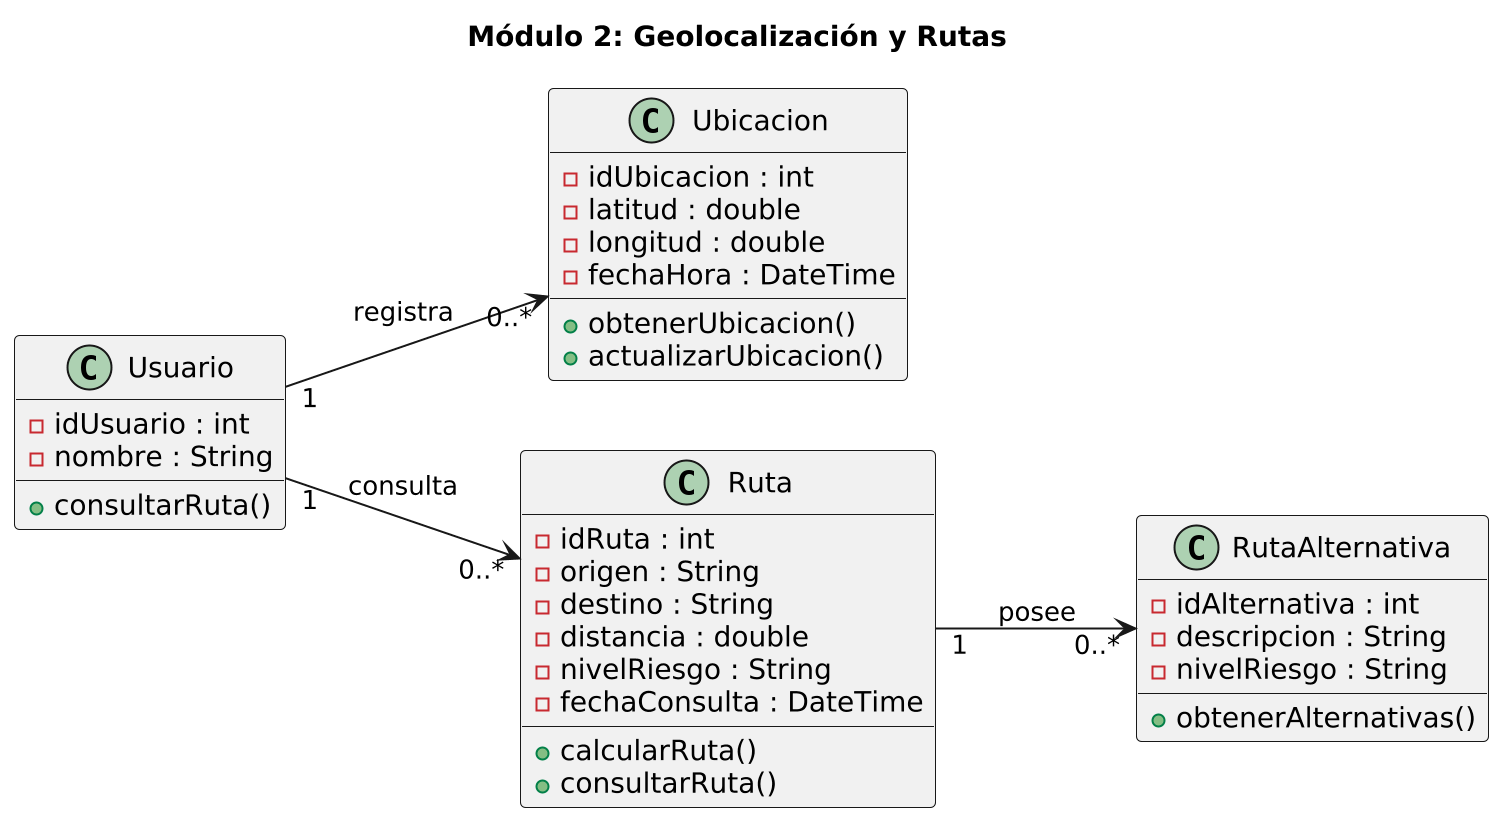 Módulo 2: Geolocalización y Rutas
C Ubicacion
idUbicacion : int
latitud : double
longitud : double
fechaHora : DateTime
obtenerUbicacion()
actualizarUbicacion()
registra
0..*
1
C Usuario
idUsuario : int
nombre : String
consultarRuta()
consulta
1
0..*
C Ruta
idRuta : int
origen : String
destino : String
distancia : double
nivelRiesgo : String
fechaConsulta : DateTime
calcularRuta()
consultarRuta()
posee
1
0..*
C RutaAlternativa
idAlternativa : int
descripcion : String
nivelRiesgo : String
obtenerAlternativas()